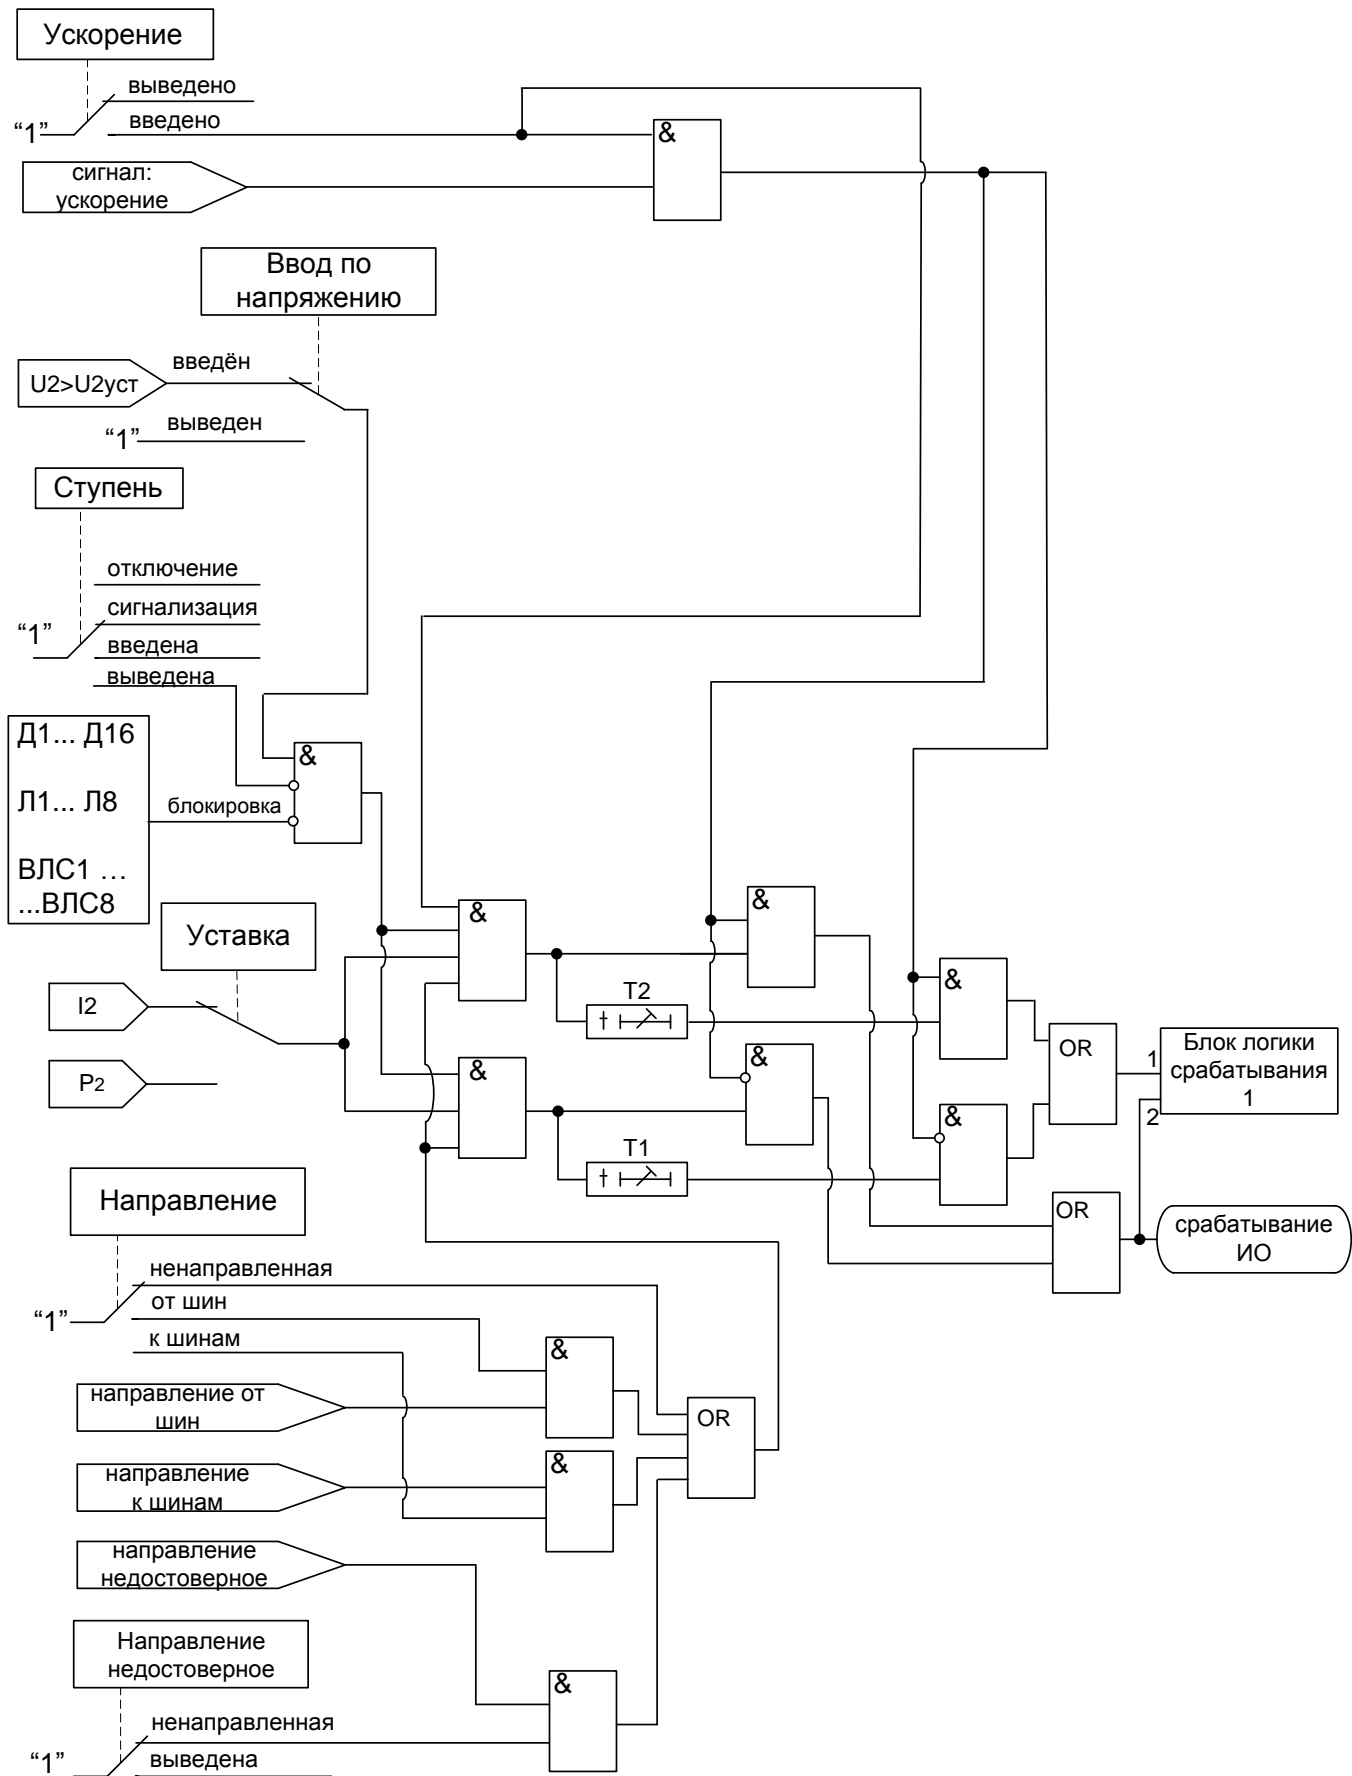 Ускорение
выведено
“1”
введено
&
сигнал:
ускорение
Ввод по
напряжению
введён
U2>U2уст
“1”
выведен
Ступень
отключение
сигнализация
“1”
введена
выведена
Д1... Д16
&
Л1... Л8
блокировка
ВЛС1 …
...ВЛС8
&
&
Уставка
I2
T2
&
OR
Блок логики
срабатывания
1
1
2
P2
&
&
&
T1
Направление
OR
срабатывание
ИО
ненаправленная
“1”
от шин
к шинам
&
направление от
шин
OR
направление
к шинам
&
направление
недостоверное
Направление
недостоверное
&
ненаправленная
“1”
выведена